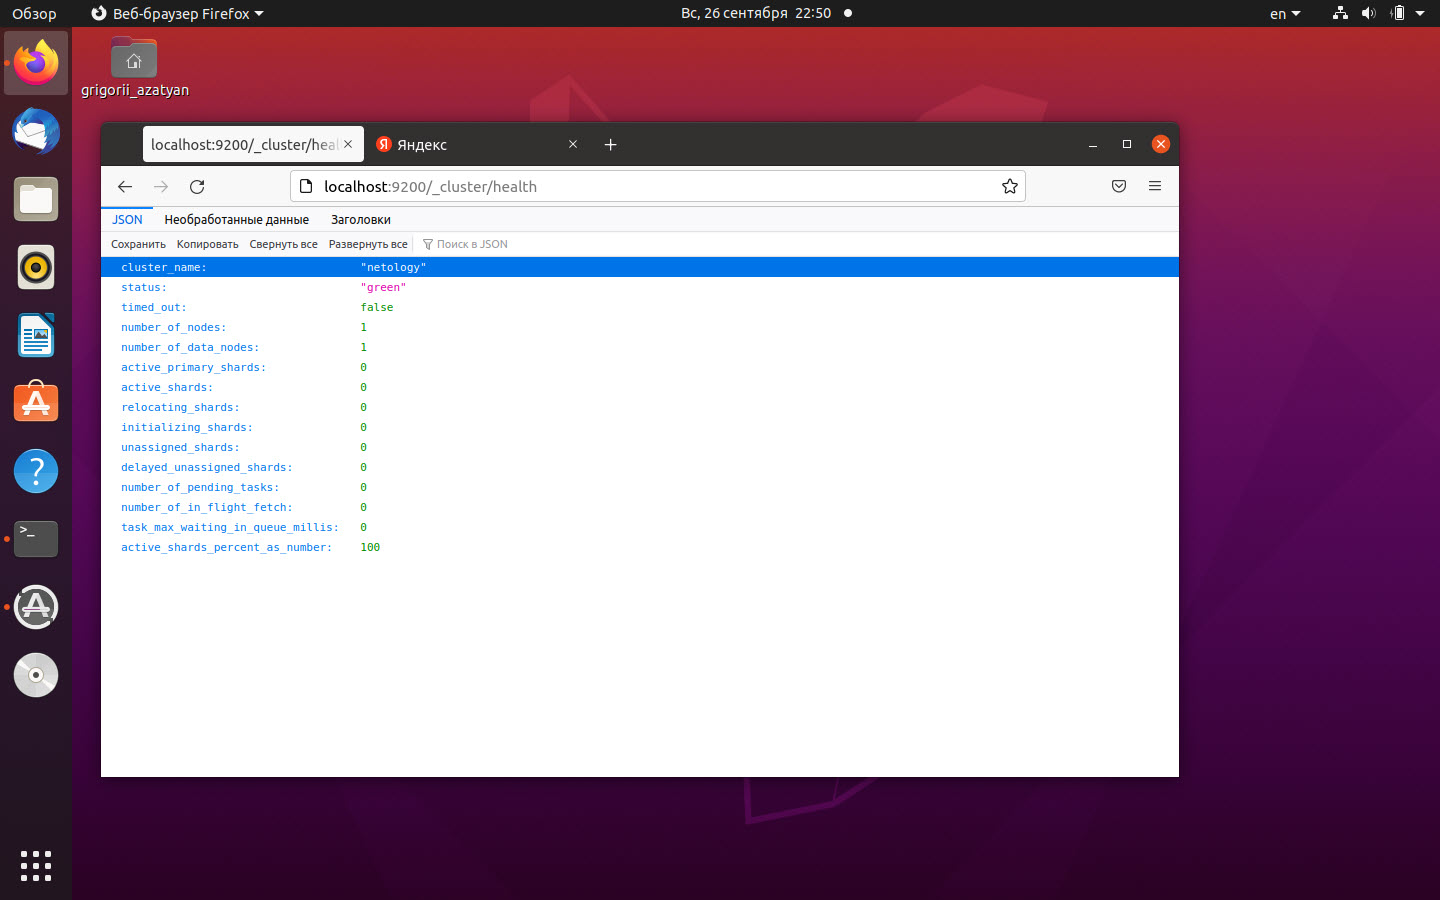 Обзор Веб-браузер Firefox Вс, 26 сентября 22:50 en
grigorii_azatyan
localhost:9200/_cluster/heal Яндекс
localhost:9200/_cluster/health
JSON Необработанные данные Заголовки
Сохранить Копировать Свернуть все Развернуть все Поиск в JSON
cluster_name: "netology"
status: "green"
timed_out: false
number_of_nodes: 1
number_of_data_nodes: 1
active_primary_shards: 0
active_shards: 0
relocating_shards: 0
initializing_shards: 0
unassigned_shards: 0
delayed_unassigned_shards: 0
number_of_pending_tasks: 0
number_of_in_flight_fetch: 0
task_max_waiting_in_queue_millis: 0
active_shards_percent_as_number: 100